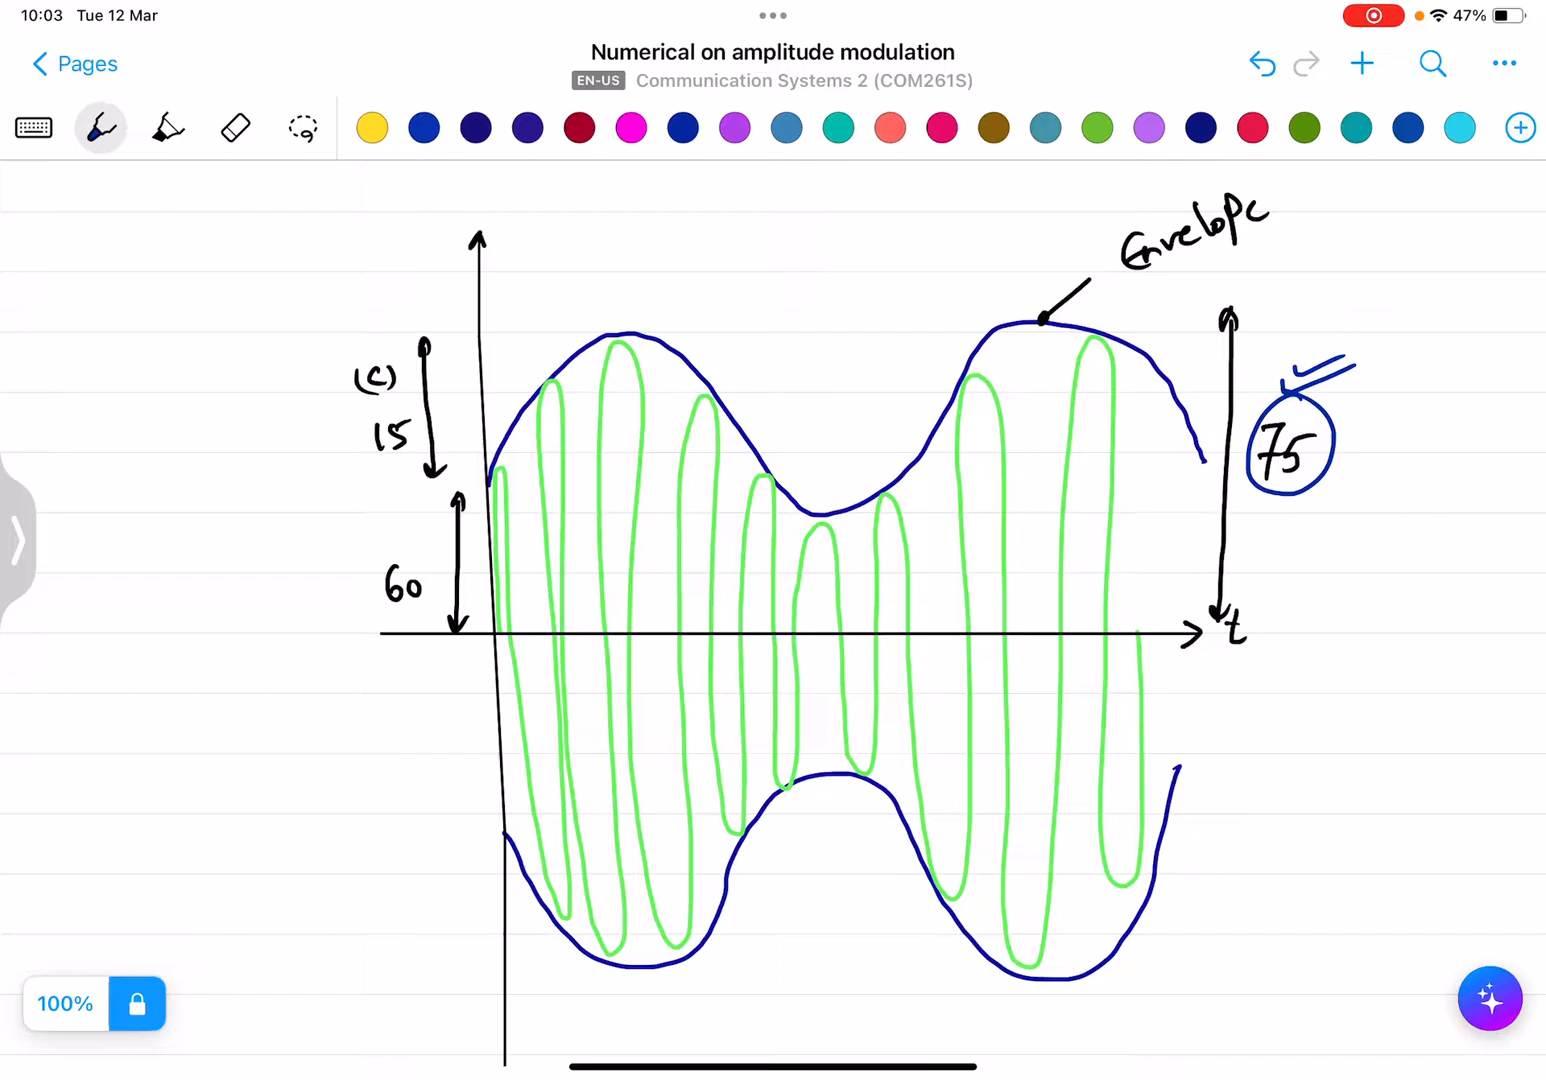 10:03 Tue 12 Mar
47%
Pages
Numerical on amplitude modulation
EN-US Communication Systems 2 (COM261S)
Envelope
(c)
15
75
60
t
100%